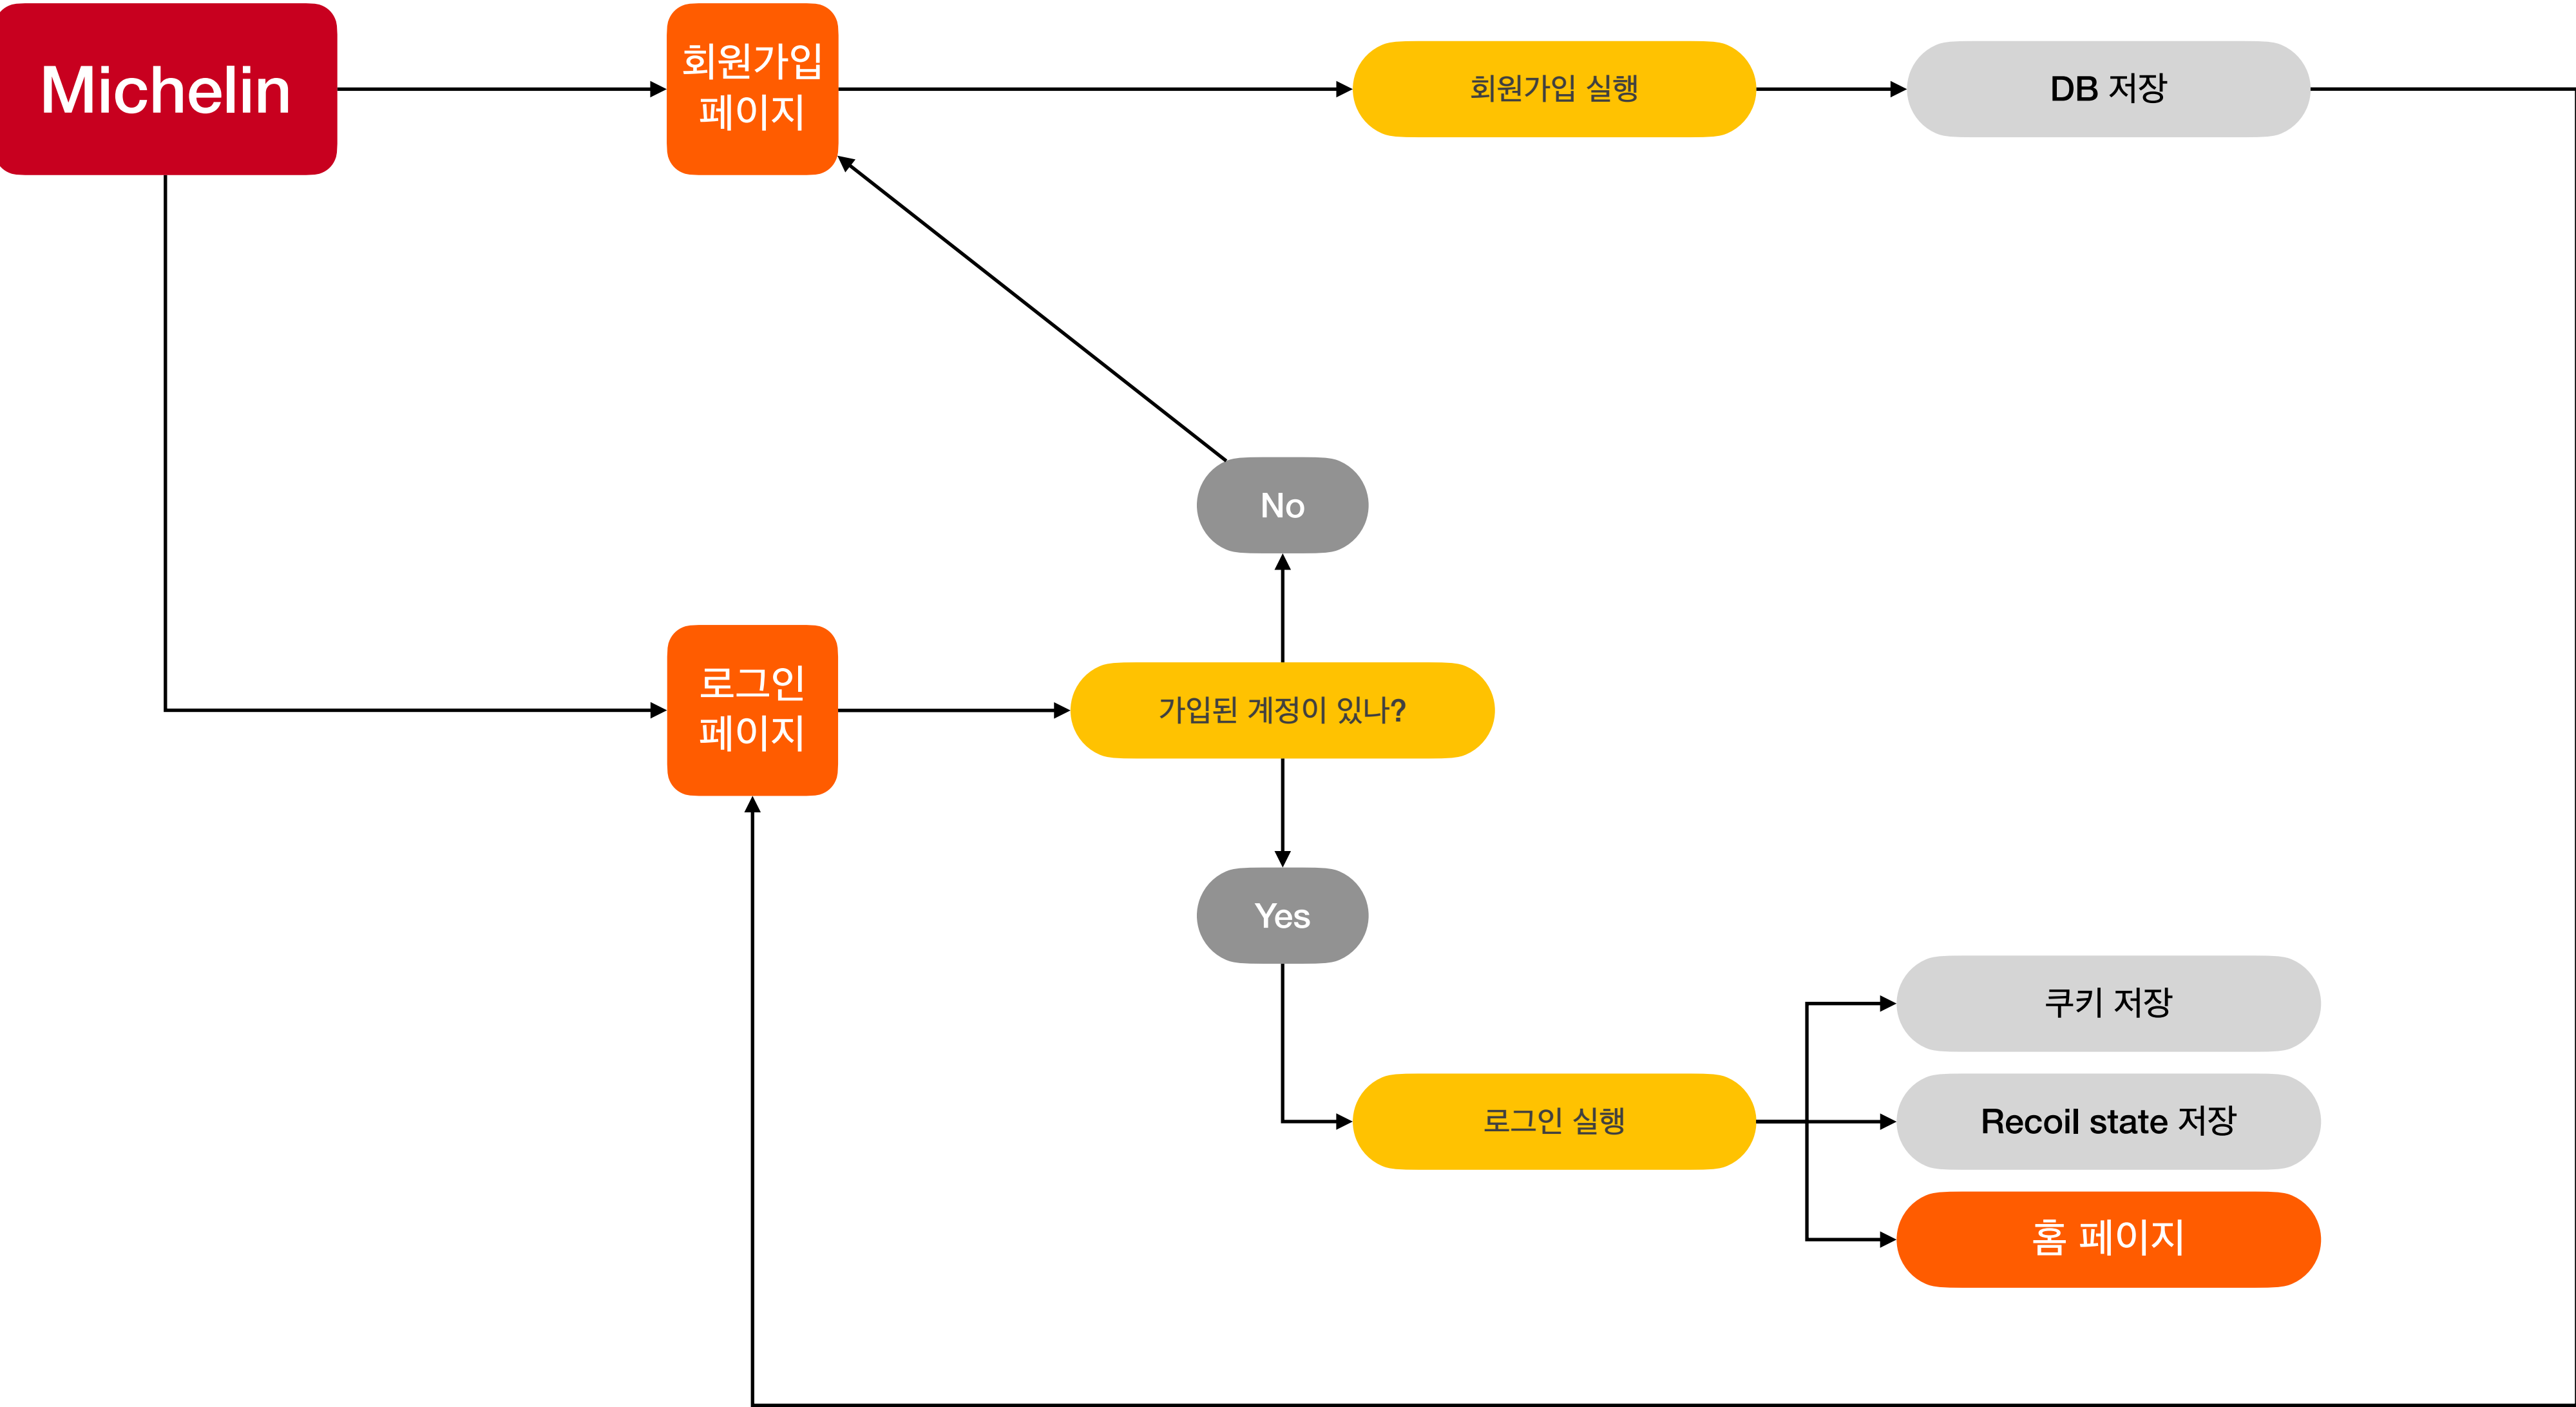 Michelin
회원가입
페이지
회원가입 실행
DB 저장
No
로그인
페이지
가입된 계정이 있나?
Yes
쿠키 저장
로그인 실행
Recoil state 저장
홈 페이지